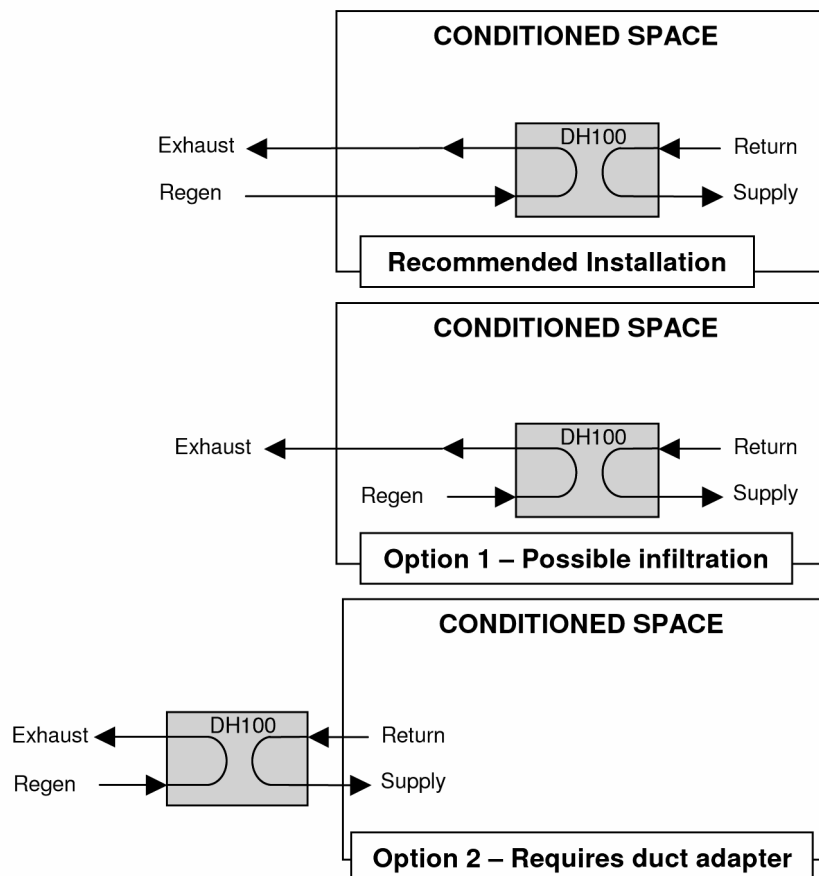 CONDITIONED SPACE
DH100
Exhaust
Return
Regen
Supply
Recommended Installation
CONDITIONED SPACE
DH100
Exhaust
Return
Regen
Supply
Option 1 – Possible infiltration
CONDITIONED SPACE
DH100
Exhaust
Return
Regen
Supply
Option 2 – Requires duct adapter